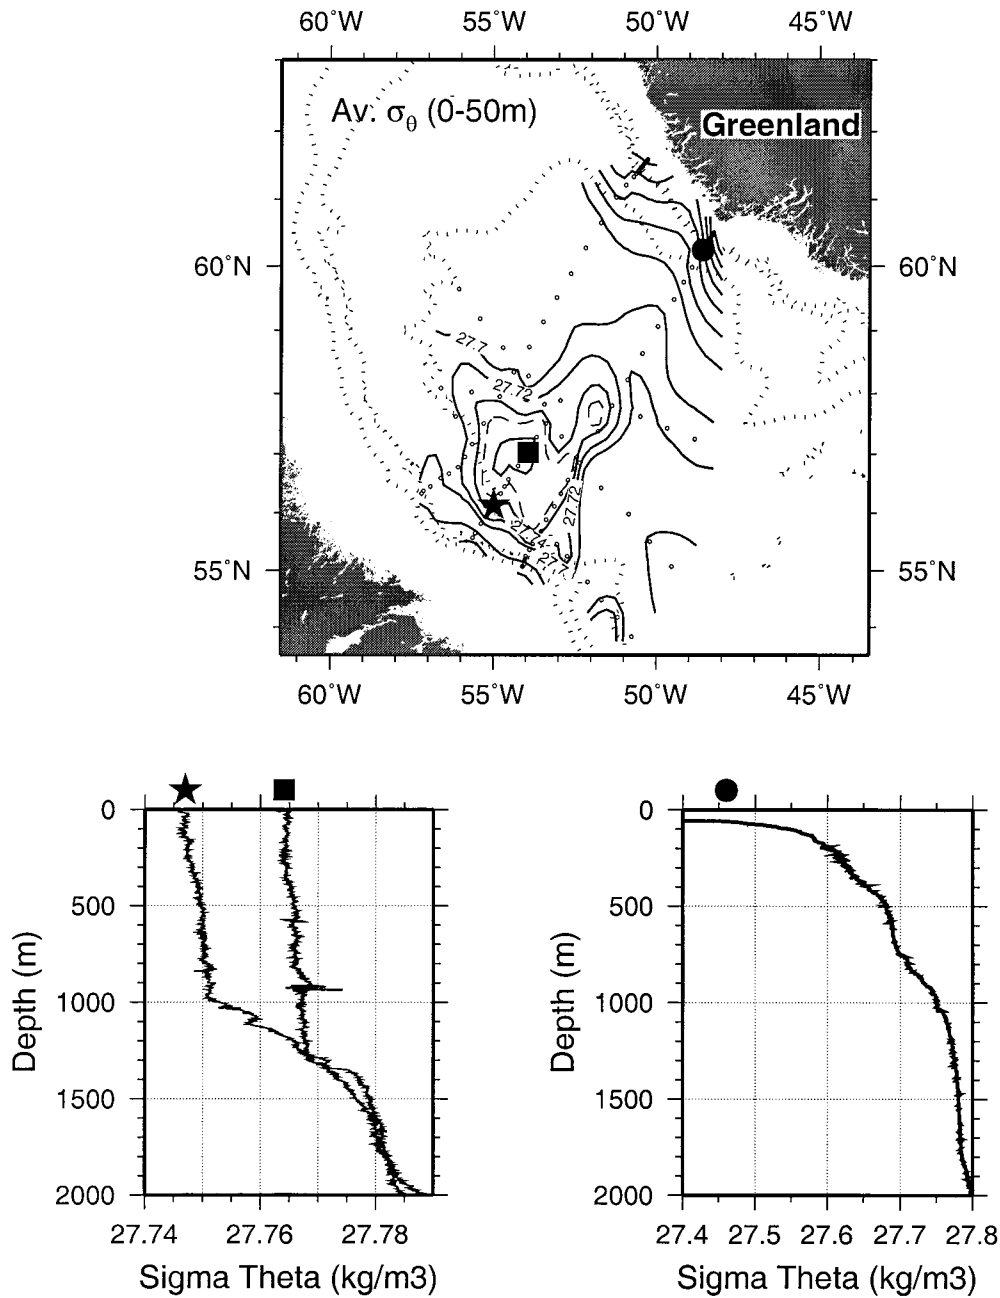 60°W 55°W 50°W 45°W
Av. σθ (0-50m)
Greenland
60°N 60°N
27.7
27.72
27.72
55°N 55°N
60°W 55°W 50°W 45°W
0 0
500 500
1000 1000
1500 1500
2000 2000
Depth (m) Depth (m)
27.74 27.76 27.78 27.4 27.5 27.6 27.7 27.8
Sigma Theta (kg/m3) Sigma Theta (kg/m3)